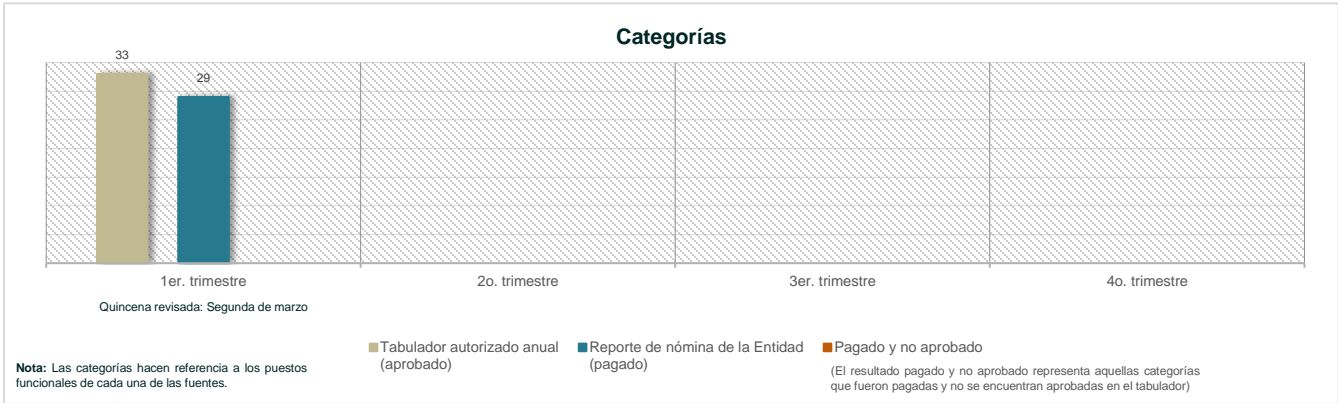 Categorías
33
29
1er. trimestre
2o. trimestre
3er. trimestre
4o. trimestre
Quincena revisada: Segunda de marzo
Tabulador autorizado anual
(aprobado)
Reporte de nómina de la Entidad
(pagado)
Pagado y no aprobado
(El resultado pagado y no aprobado representa aquellas categorías
que fueron pagadas y no se encuentran aprobadas en el tabulador)
Nota: Las categorías hacen referencia a los puestos
funcionales de cada una de las fuentes.